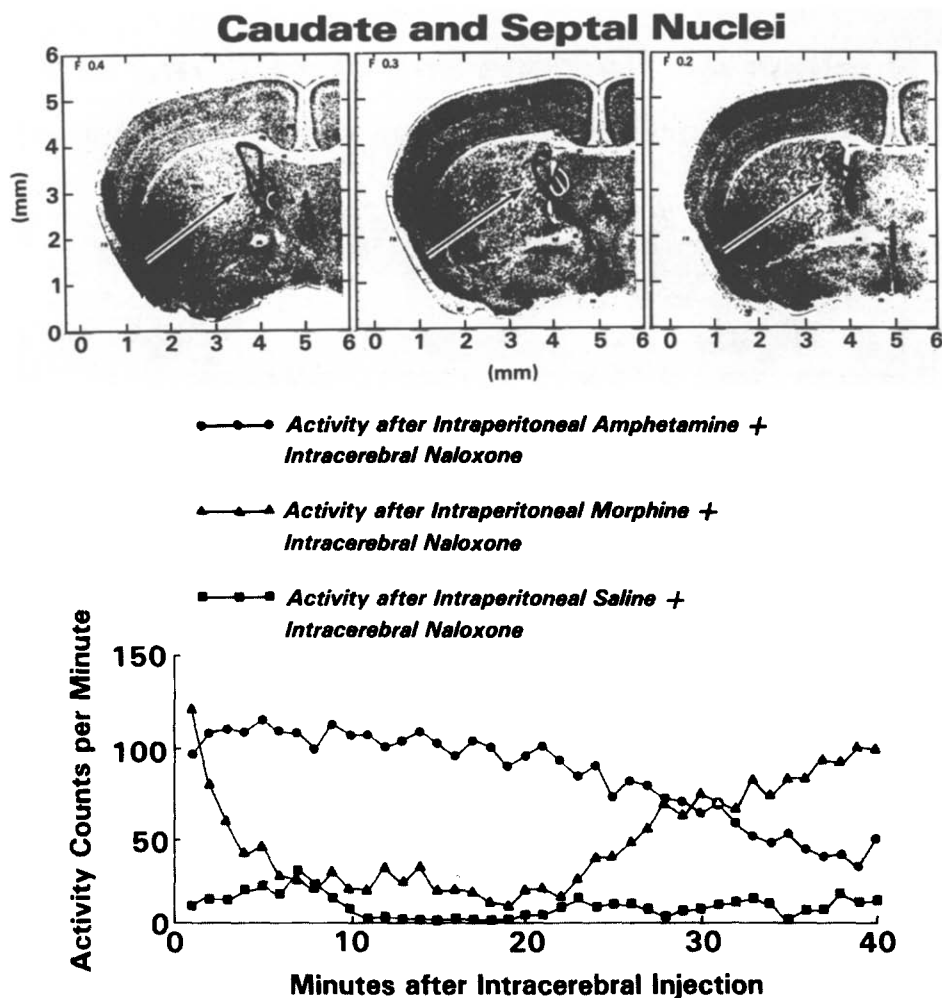 Caudate and Septal Nuclei
F 0.4
F 0.3
F 0.2
6
5
4
3
2
1
0
(mm)
0 1 2 3 4 5 6
0 1 2 3 4 5 6
0 1 2 3 4 5 6
(mm)
Activity after Intraperitoneal Amphetamine +
Intracerebral Naloxone
Activity after Intraperitoneal Morphine +
Intracerebral Naloxone
Activity after Intraperitoneal Saline +
Intracerebral Naloxone
Activity Counts per Minute
150
100
50
0
0 10 20 30 40
Minutes after Intracerebral Injection